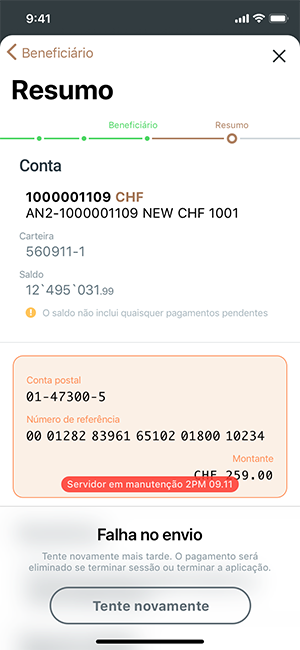 9:41
Beneficiário
Resumo
Beneficiário
Resumo
Conta
1000001109 CHF
AN2-1000001109 NEW CHF 1001
Carteira
560911-1
Saldo
12`495`031.99
O saldo não inclui quaisquer pagamentos pendentes
Conta postal
01-47300-5
Número de referência
00 01282 83961 65102 01800 10234
Montante
CHF 259.00
Servidor em manutenção 2PM 09.11
Falha no envio
Tente novamente mais tarde. O pagamento será
eliminado se terminar sessão ou terminar a aplicação.
Tente novamente